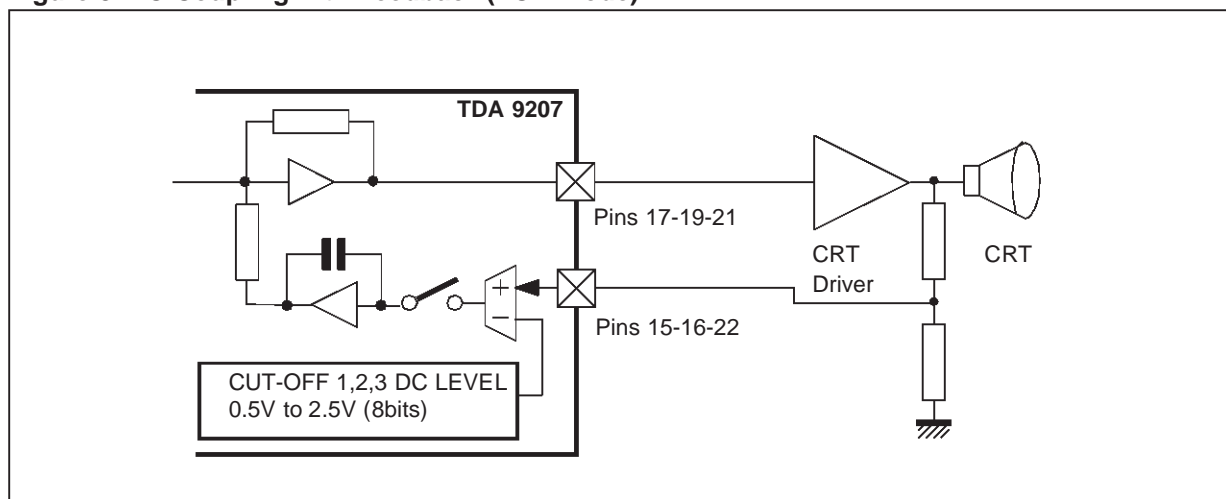 TDA 9207
Pins 17-19-21
CRT
Driver
CRT
+
−
Pins 15-16-22
CUT-OFF 1,2,3 DC LEVEL
0.5V to 2.5V (8bits)